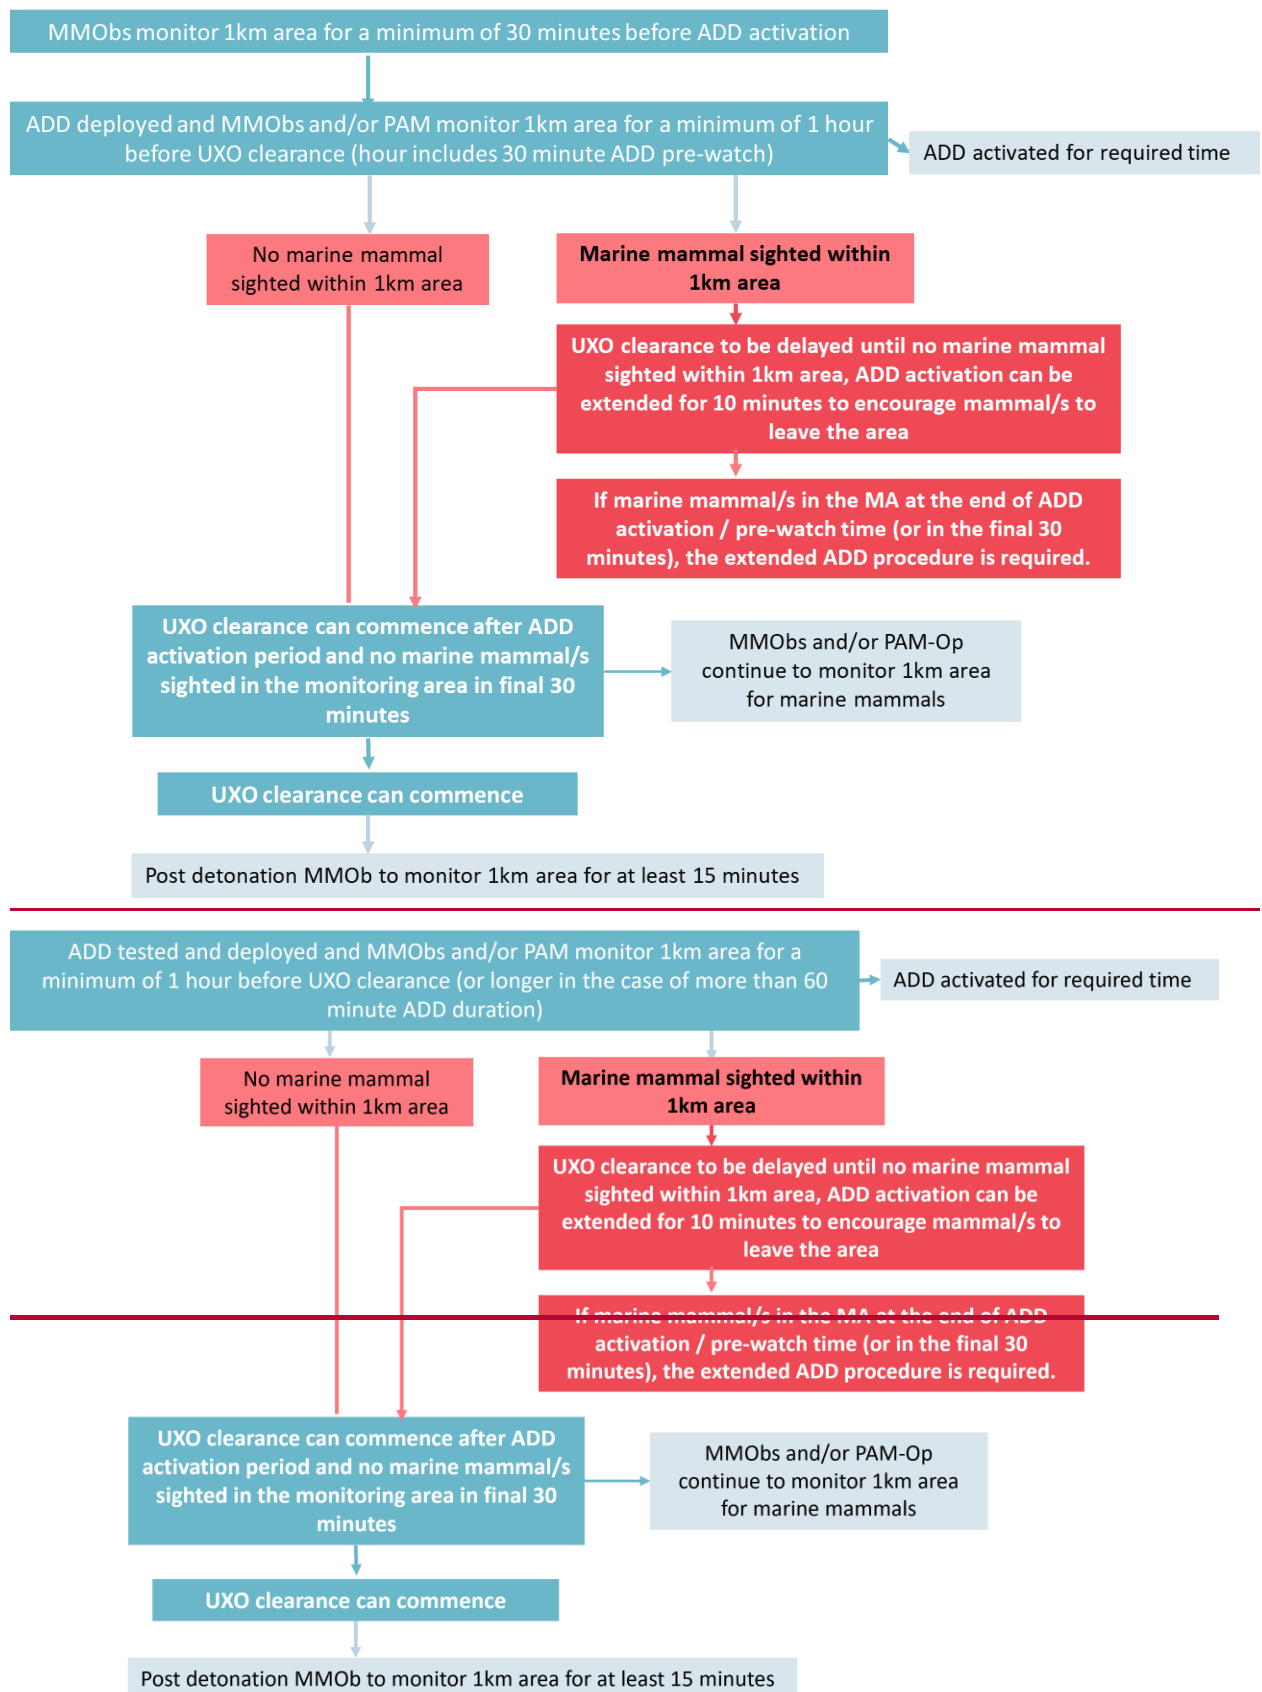 MMObs monitor 1km area for a minimum of 30 minutes before ADD activation
ADD deployed and MMObs and/or PAM monitor 1km area for a minimum of 1 hour
before UXO clearance (hour includes 30 minute ADD pre-watch)
ADD activated for required time
No marine mammal
sighted within 1km area
Marine mammal sighted within
1km area
UXO clearance to be delayed until no marine mammal
sighted within 1km area, ADD activation can be
extended for 10 minutes to encourage mammal/s to
leave the area
If marine mammal/s in the MA at the end of ADD
activation / pre-watch time (or in the final 30
minutes), the extended ADD procedure is required.
UXO clearance can commence after ADD
activation period and no marine mammal/s
sighted in the monitoring area in final 30
minutes
MMObs and/or PAM-Op
continue to monitor 1km area
for marine mammals
UXO clearance can commence
Post detonation MMOb to monitor 1km area for at least 15 minutes
ADD tested and deployed and MMObs and/or PAM monitor 1km area for a
minimum of 1 hour before UXO clearance (or longer in the case of more than 60
minute ADD duration)
ADD activated for required time
No marine mammal
sighted within 1km area
Marine mammal sighted within
1km area
UXO clearance to be delayed until no marine mammal
sighted within 1km area, ADD activation can be
extended for 10 minutes to encourage mammal/s to
leave the area
If marine mammal/s in the MA at the end of ADD
activation / pre-watch time (or in the final 30
minutes), the extended ADD procedure is required.
UXO clearance can commence after ADD
activation period and no marine mammal/s
sighted in the monitoring area in final 30
minutes
MMObs and/or PAM-Op
continue to monitor 1km area
for marine mammals
UXO clearance can commence
Post detonation MMOb to monitor 1km area for at least 15 minutes